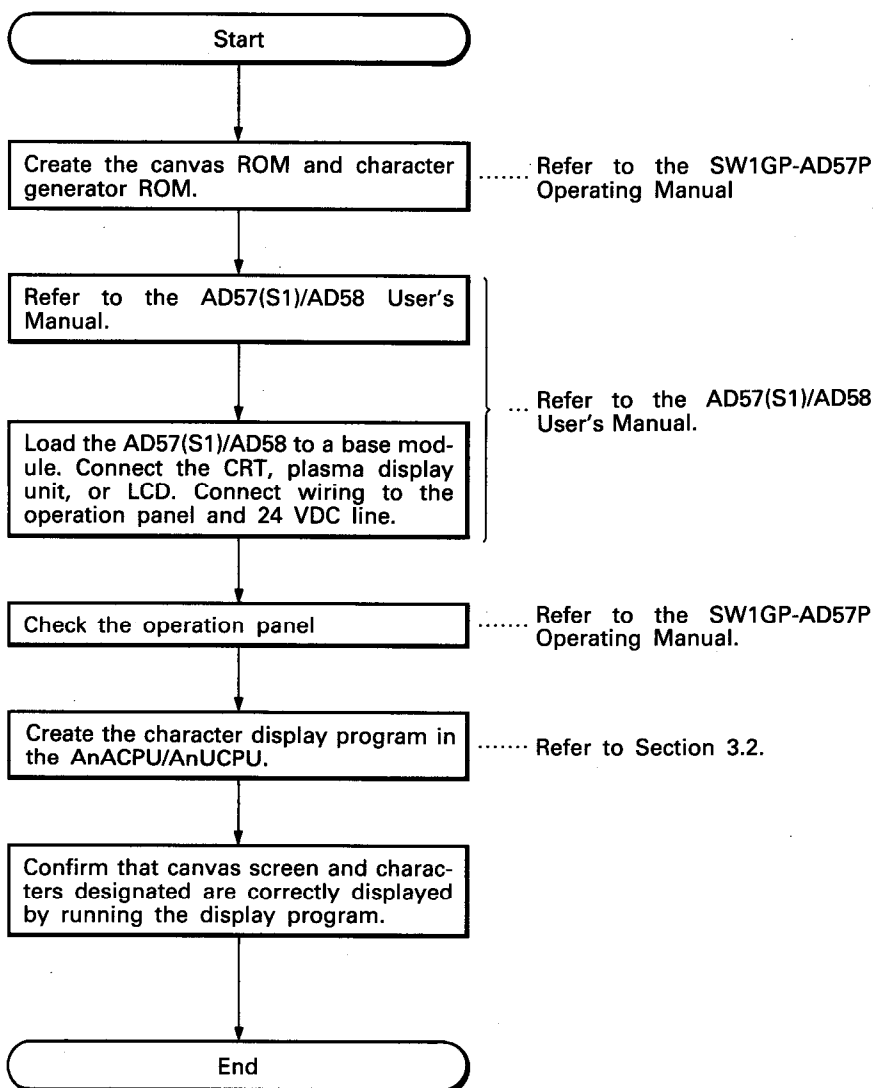 Start
Create the canvas ROM and character
generator ROM.
....... Refer to the SW1GP-AD57P
Operating Manual
Refer to the AD57(S1)/AD58 User's
Manual.
Load the AD57(S1)/AD58 to a base mod-
ule. Connect the CRT, plasma display
unit, or LCD. Connect wiring to the
operation panel and 24 VDC line.
... Refer to the AD57(S1)/AD58
User's Manual.
Check the operation panel
....... Refer to the SW1GP-AD57P
Operating Manual.
Create the character display program in
the AnACPU/AnUCPU.
....... Refer to Section 3.2.
Confirm that canvas screen and charac-
ters designated are correctly displayed
by running the display program.
End